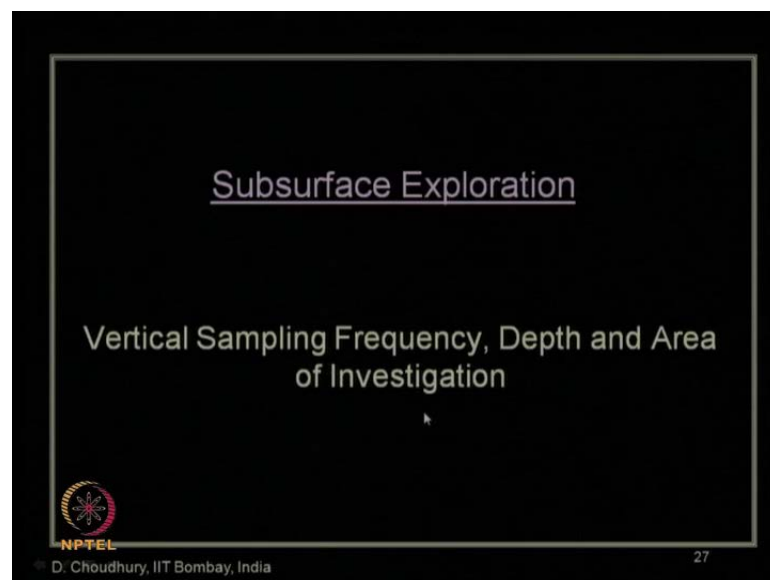 Subsurface Exploration
Vertical Sampling Frequency, Depth and Area
of Investigation
NPTEL
D. Choudhury, IIT Bombay, India
27